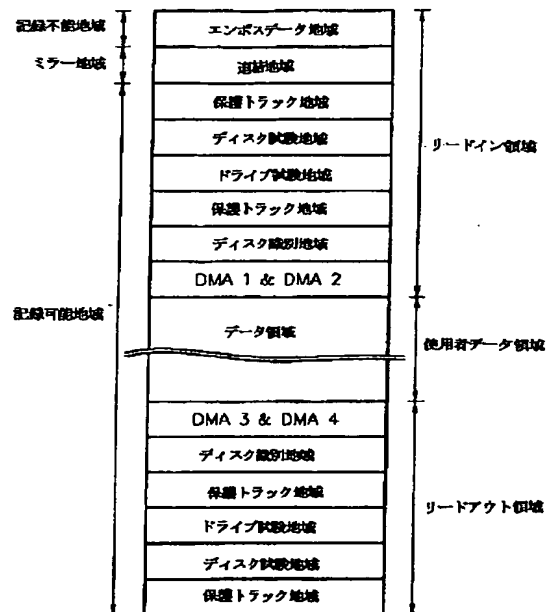 記録不能地域
エンボスデータ地域
ミラー地域
連結地域
保護トラック地域
ディスク試験地域
リードイン領域
ドライブ試験地域
保護トラック地域
ディスク識別地域
DMA 1 & DMA 2
記録可能地域
データ領域
使用者データ領域
DMA 3 & DMA 4
ディスク識別地域
保護トラック地域
リードアウト領域
ドライブ試験地域
ディスク試験地域
保護トラック地域